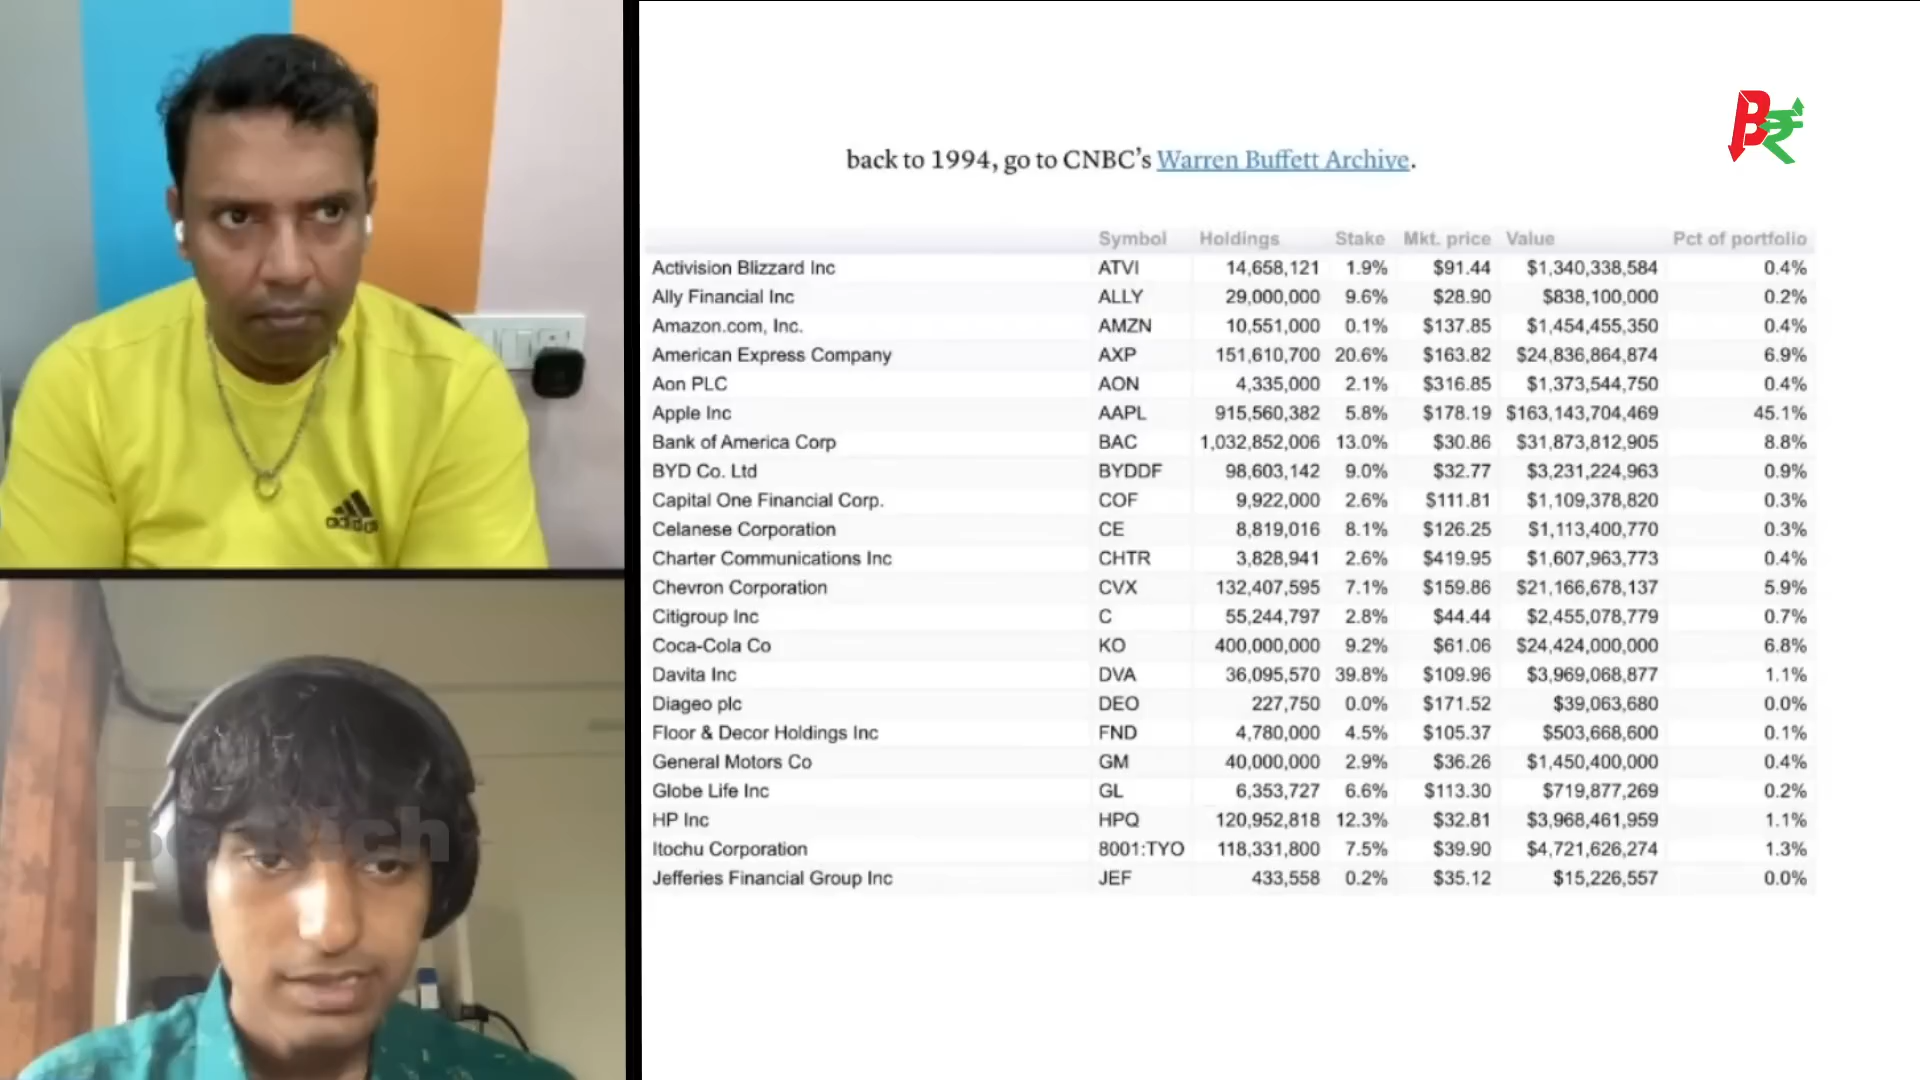 back to 1994, go to CNBC's Warren Buffett Archive.
Symbol Holdings Stake Mkt. price Value Pct of portfolio
Activision Blizzard Inc ATVI 14,658,121 1.9% $91.44 $1,340,338,584 0.4%
Ally Financial Inc ALLY 29,000,000 9.6% $28.90 $838,100,000 0.2%
Amazon.com, Inc. AMZN 10,551,000 0.1% $137.85 $1,454,455,350 0.4%
American Express Company AXP 151,610,700 20.6% $163.82 $24,836,864,874 6.9%
Aon PLC AON 4,335,000 2.1% $316.85 $1,373,544,750 0.4%
Apple Inc AAPL 915,560,382 5.8% $178.19 $163,143,704,469 45.1%
Bank of America Corp BAC 1,032,852,006 13.0% $30.86 $31,873,812,905 8.8%
BYD Co. Ltd BYDDF 98,603,142 9.0% $32.77 $3,231,224,963 0.9%
Capital One Financial Corp. COF 9,922,000 2.6% $111.81 $1,109,378,820 0.3%
Celanese Corporation CE 8,819,016 8.1% $126.25 $1,113,400,770 0.3%
Charter Communications Inc CHTR 3,828,941 2.6% $419.95 $1,607,963,773 0.4%
Chevron Corporation CVX 132,407,595 7.1% $159.86 $21,166,678,137 5.9%
Citigroup Inc C 55,244,797 2.8% $44.44 $2,455,078,779 0.7%
Coca-Cola Co KO 400,000,000 9.2% $61.06 $24,424,000,000 6.8%
Davita Inc DVA 36,095,570 39.8% $109.96 $3,969,068,877 1.1%
Diageo plc DEO 227,750 0.0% $171.52 $39,063,680 0.0%
Floor & Decor Holdings Inc FND 4,780,000 4.5% $105.37 $503,668,600 0.1%
General Motors Co GM 40,000,000 2.9% $36.26 $1,450,400,000 0.4%
Globe Life Inc GL 6,353,727 6.6% $113.30 $719,877,269 0.2%
HP Inc HPQ 120,952,818 12.3% $32.81 $3,968,461,959 1.1%
Itochu Corporation 8001:TYO 118,331,800 7.5% $39.90 $4,721,626,274 1.3%
Jefferies Financial Group Inc JEF 433,558 0.2% $35.12 $15,226,557 0.0%
adidas
B₹